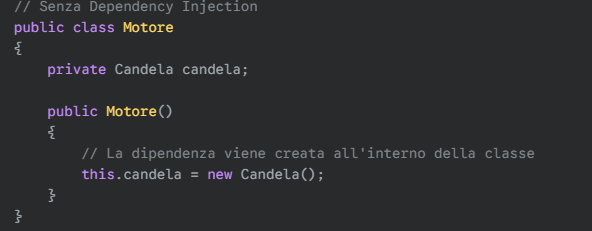 // Senza Dependency Injection
public class Motore
{
    private Candela candela;

    public Motore()
    {
        // La dipendenza viene creata all'interno della classe
        this.candela = new Candela();
    }
}